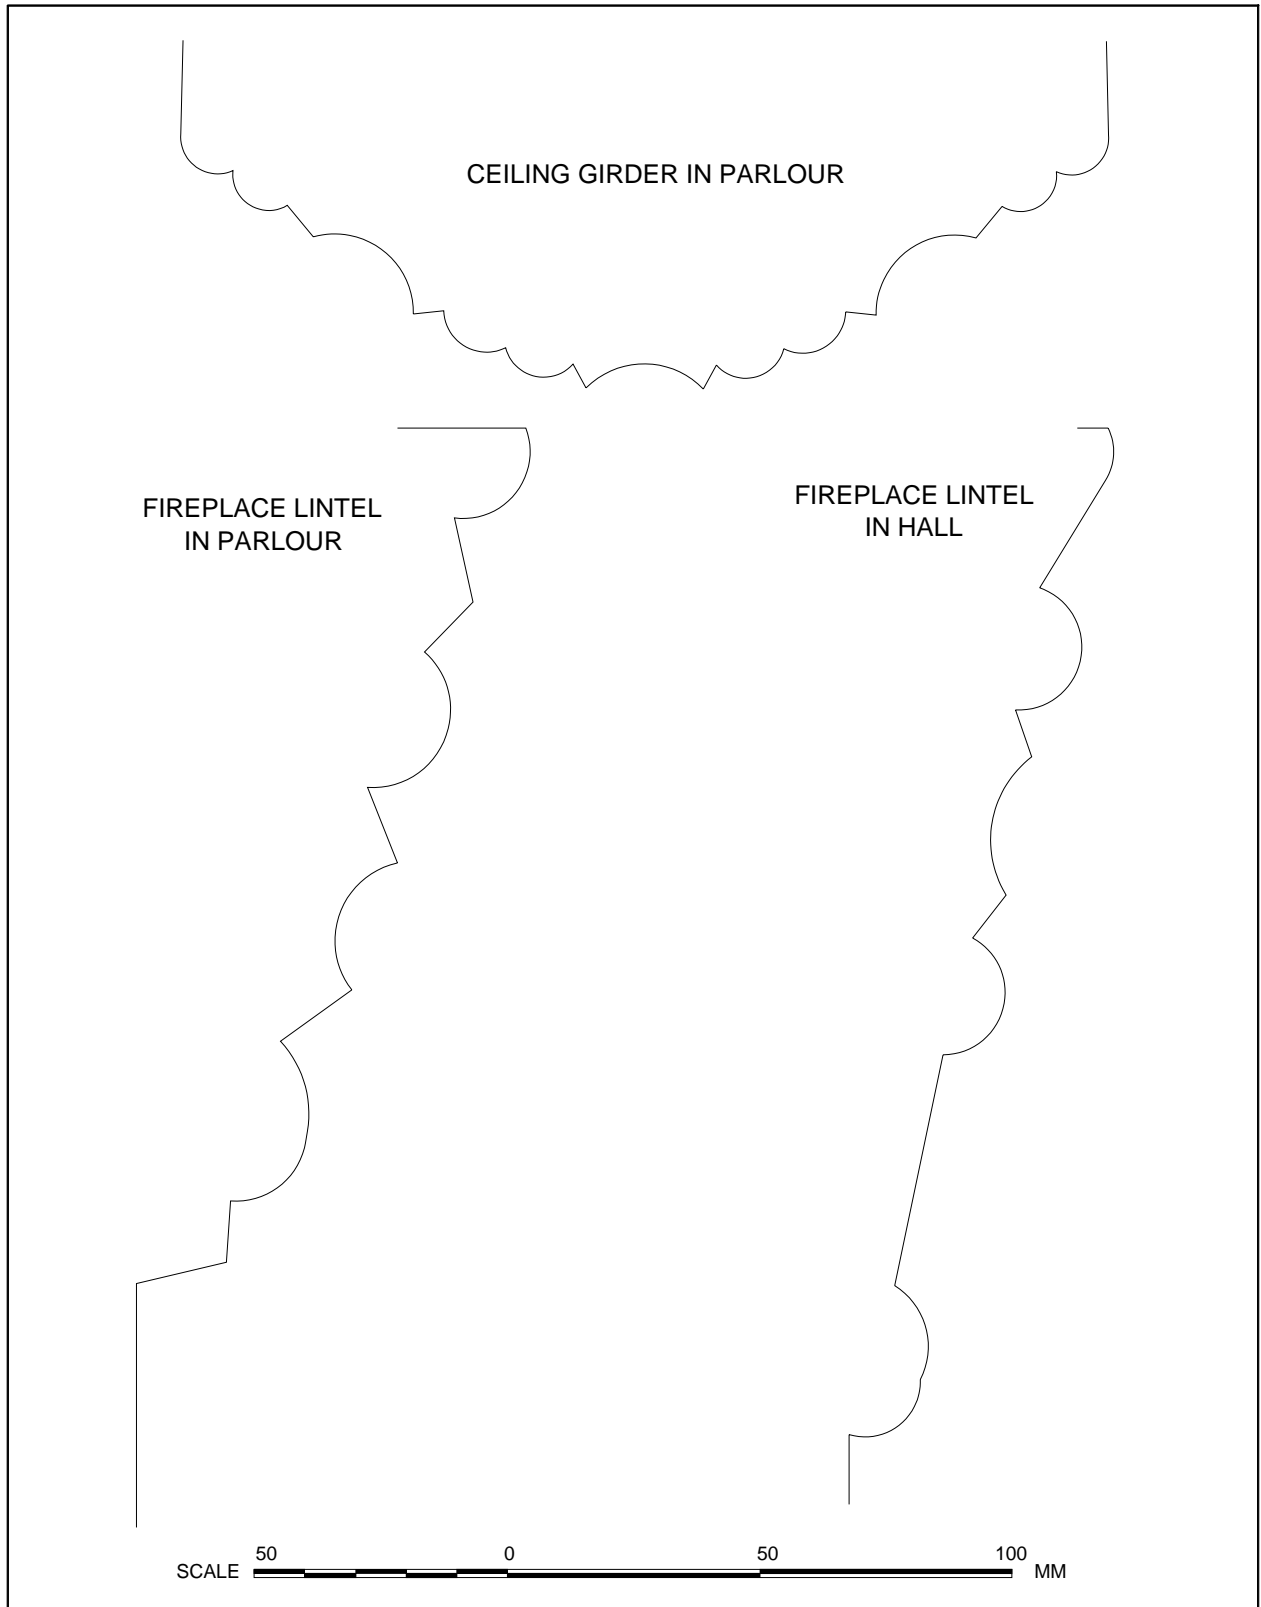 CEILING GIRDER IN PARLOUR
FIREPLACE LINTEL
IN PARLOUR
FIREPLACE LINTEL
IN HALL
50 0 50 100
SCALE MM